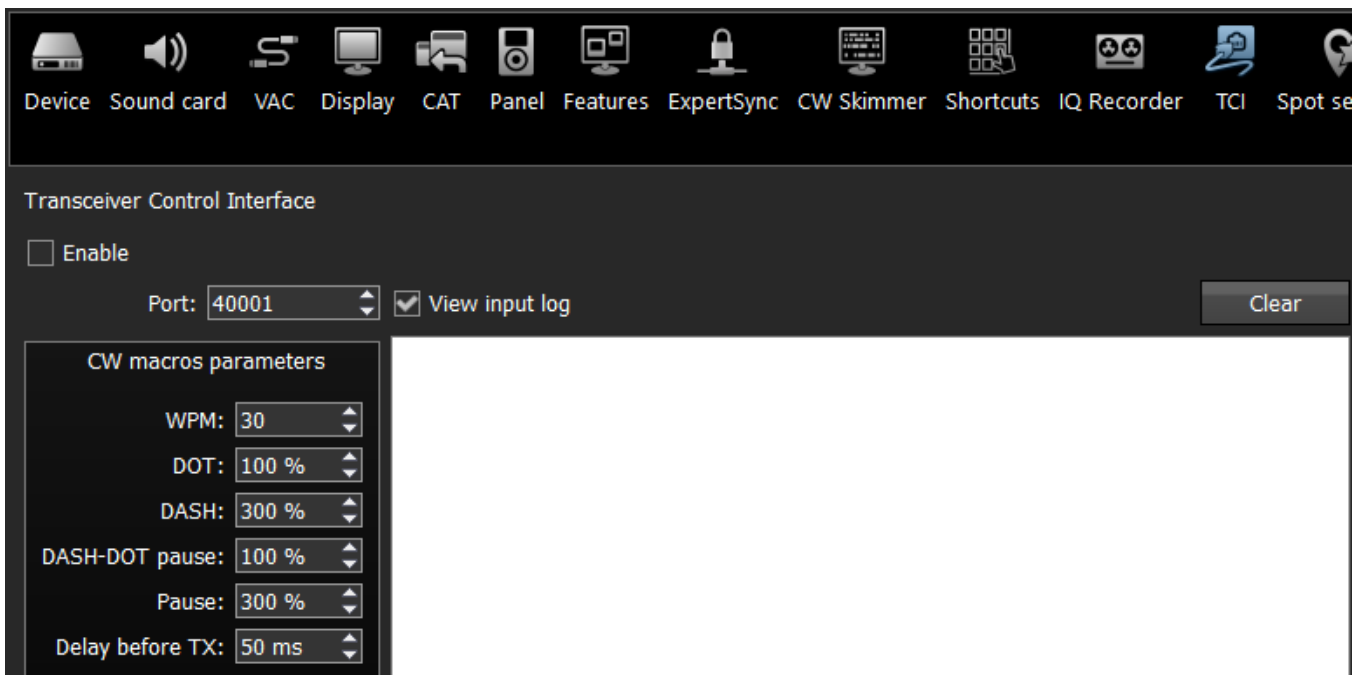 Device Sound card VAC Display CAT Panel Features ExpertSync CW Skimmer Shortcuts IQ Recorder TCI Spot se
Transceiver Control Interface
Enable
Port: 40001 View input log Clear
CW macros parameters
WPM: 30
DOT: 100 %
DASH: 300 %
DASH-DOT pause: 100 %
Pause: 300 %
Delay before TX: 50 ms